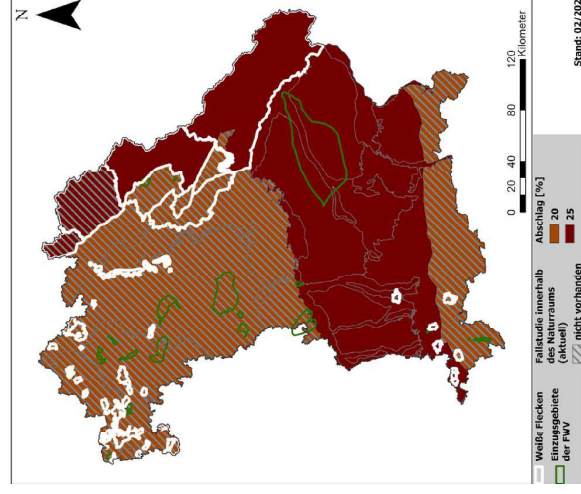 N
0 20 40 80 120
Kilometer
Weiße Flecken
Einzugsgebiete
der FWV
Fallstudie innerhalb
des Naturraums
(aktuell)
nicht vorhanden
Abschlag [%]
20
25
Stand: 02/202